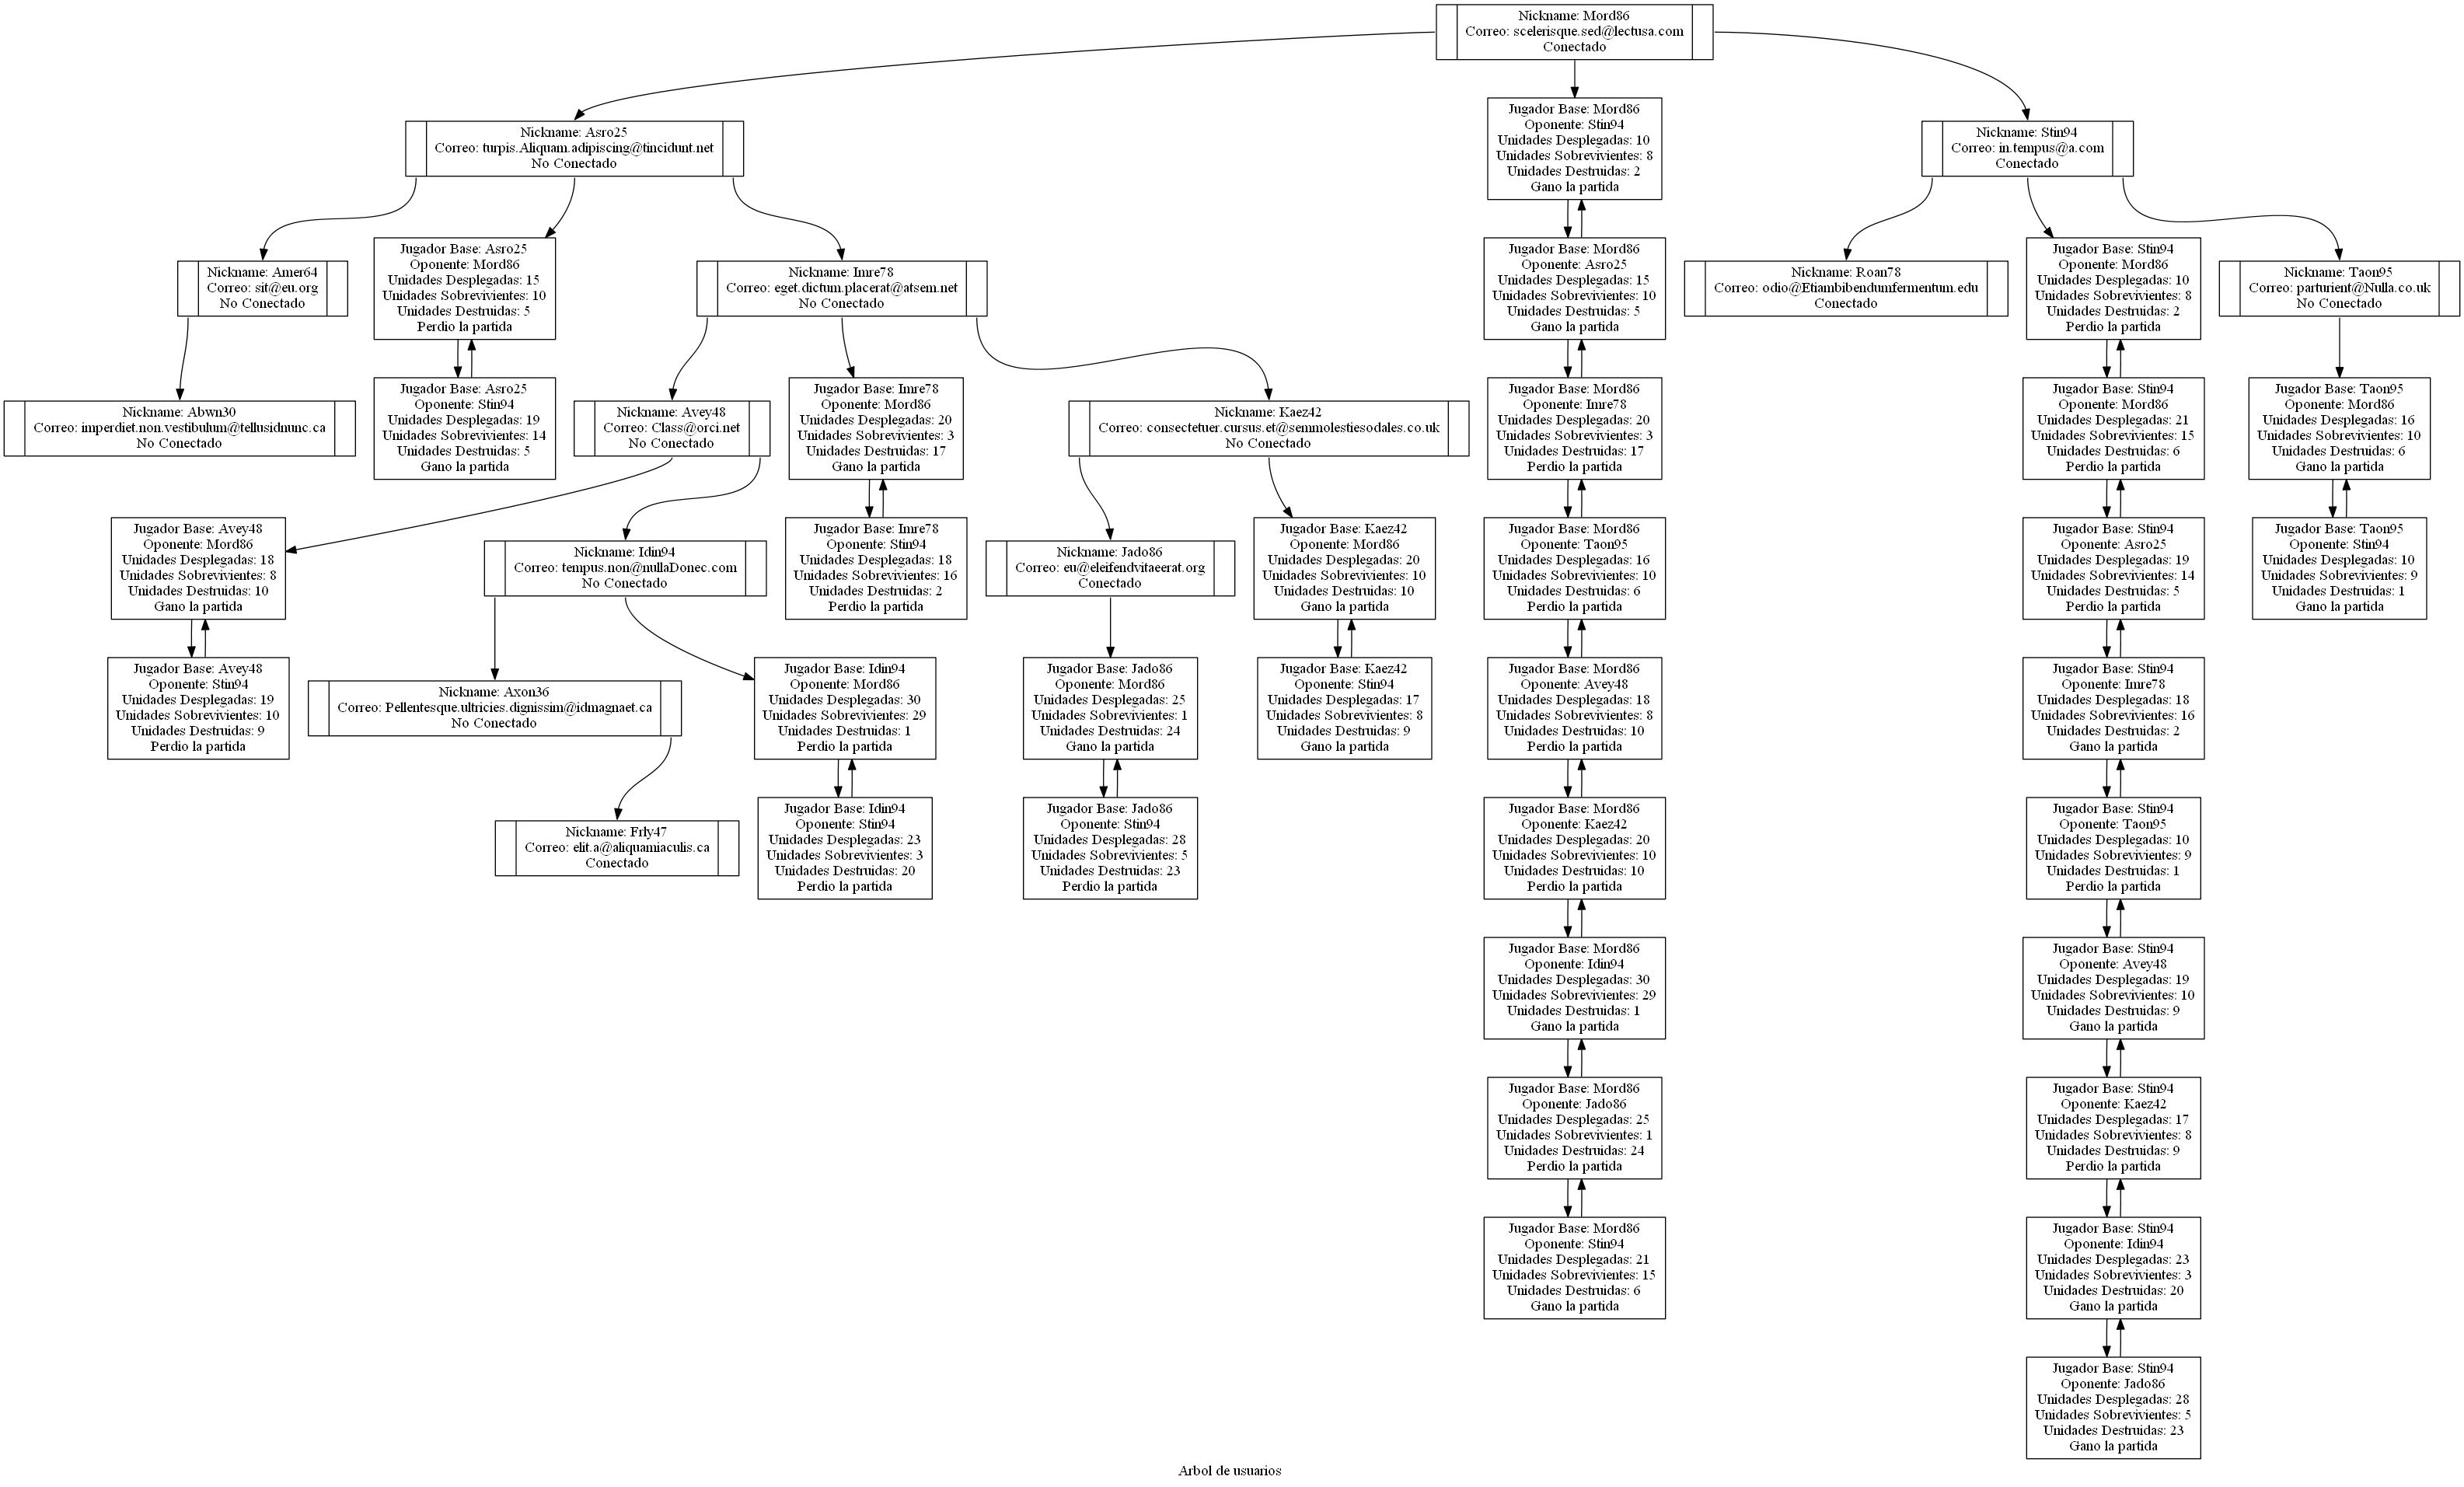 Nickname: Mord86
Correo: scelerisque.sed@lectusa.com
Conectado
Nickname: Asro25
Correo: turpis.Aliquam.adipiscing@tincidunt.net
No Conectado
Jugador Base: Mord86
Oponente: Stin94
Unidades Desplegadas: 10
Unidades Sobrevivientes: 8
Unidades Destruidas: 2
Gano la partida
Nickname: Stin94
Correo: in.tempus@a.com
Conectado
Nickname: Amer64
Correo: sit@eu.org
No Conectado
Jugador Base: Asro25
Oponente: Mord86
Unidades Desplegadas: 15
Unidades Sobrevivientes: 10
Unidades Destruidas: 5
Perdio la partida
Nickname: Imre78
Correo: eget.dictum.placerat@atsem.net
No Conectado
Jugador Base: Mord86
Oponente: Asro25
Unidades Desplegadas: 15
Unidades Sobrevivientes: 10
Unidades Destruidas: 5
Gano la partida
Nickname: Roan78
Correo: odio@Etiambibendumfermentum.edu
Conectado
Jugador Base: Stin94
Oponente: Mord86
Unidades Desplegadas: 10
Unidades Sobrevivientes: 8
Unidades Destruidas: 2
Perdio la partida
Nickname: Taon95
Correo: parturient@Nulla.co.uk
No Conectado
Nickname: Abwn30
Correo: imperdiet.non.vestibulum@tellusidnunc.ca
No Conectado
Jugador Base: Asro25
Oponente: Stin94
Unidades Desplegadas: 19
Unidades Sobrevivientes: 14
Unidades Destruidas: 5
Gano la partida
Nickname: Avey48
Correo: Class@orci.net
No Conectado
Jugador Base: Imre78
Oponente: Mord86
Unidades Desplegadas: 20
Unidades Sobrevivientes: 3
Unidades Destruidas: 17
Gano la partida
Nickname: Kaez42
Correo: consectetuer.cursus.et@semmolestiesodales.co.uk
No Conectado
Jugador Base: Mord86
Oponente: Imre78
Unidades Desplegadas: 20
Unidades Sobrevivientes: 3
Unidades Destruidas: 17
Perdio la partida
Jugador Base: Stin94
Oponente: Mord86
Unidades Desplegadas: 21
Unidades Sobrevivientes: 15
Unidades Destruidas: 6
Perdio la partida
Jugador Base: Taon95
Oponente: Mord86
Unidades Desplegadas: 16
Unidades Sobrevivientes: 10
Unidades Destruidas: 6
Gano la partida
Jugador Base: Avey48
Oponente: Mord86
Unidades Desplegadas: 18
Unidades Sobrevivientes: 8
Unidades Destruidas: 10
Gano la partida
Nickname: Idin94
Correo: tempus.non@nullaDonec.com
No Conectado
Jugador Base: Imre78
Oponente: Stin94
Unidades Desplegadas: 18
Unidades Sobrevivientes: 16
Unidades Destruidas: 2
Perdio la partida
Nickname: Jado86
Correo: eu@eleifendvitaeerat.org
Conectado
Jugador Base: Kaez42
Oponente: Mord86
Unidades Desplegadas: 20
Unidades Sobrevivientes: 10
Unidades Destruidas: 10
Gano la partida
Jugador Base: Mord86
Oponente: Taon95
Unidades Desplegadas: 16
Unidades Sobrevivientes: 10
Unidades Destruidas: 6
Perdio la partida
Jugador Base: Stin94
Oponente: Asro25
Unidades Desplegadas: 19
Unidades Sobrevivientes: 14
Unidades Destruidas: 5
Perdio la partida
Jugador Base: Taon95
Oponente: Stin94
Unidades Desplegadas: 10
Unidades Sobrevivientes: 9
Unidades Destruidas: 1
Gano la partida
Jugador Base: Avey48
Oponente: Stin94
Unidades Desplegadas: 19
Unidades Sobrevivientes: 10
Unidades Destruidas: 9
Perdio la partida
Nickname: Axon36
Correo: Pellentesque.ultricies.dignissim@idmagnaet.ca
No Conectado
Jugador Base: Idin94
Oponente: Mord86
Unidades Desplegadas: 30
Unidades Sobrevivientes: 29
Unidades Destruidas: 1
Perdio la partida
Jugador Base: Jado86
Oponente: Mord86
Unidades Desplegadas: 25
Unidades Sobrevivientes: 1
Unidades Destruidas: 24
Gano la partida
Jugador Base: Kaez42
Oponente: Stin94
Unidades Desplegadas: 17
Unidades Sobrevivientes: 8
Unidades Destruidas: 9
Gano la partida
Jugador Base: Mord86
Oponente: Avey48
Unidades Desplegadas: 18
Unidades Sobrevivientes: 8
Unidades Destruidas: 10
Perdio la partida
Jugador Base: Stin94
Oponente: Imre78
Unidades Desplegadas: 18
Unidades Sobrevivientes: 16
Unidades Destruidas: 2
Gano la partida
Nickname: Frly47
Correo: elit.a@aliquamiaculis.ca
Conectado
Jugador Base: Idin94
Oponente: Stin94
Unidades Desplegadas: 23
Unidades Sobrevivientes: 3
Unidades Destruidas: 20
Perdio la partida
Jugador Base: Jado86
Oponente: Stin94
Unidades Desplegadas: 28
Unidades Sobrevivientes: 5
Unidades Destruidas: 23
Perdio la partida
Jugador Base: Mord86
Oponente: Kaez42
Unidades Desplegadas: 20
Unidades Sobrevivientes: 10
Unidades Destruidas: 10
Perdio la partida
Jugador Base: Stin94
Oponente: Taon95
Unidades Desplegadas: 10
Unidades Sobrevivientes: 9
Unidades Destruidas: 1
Perdio la partida
Jugador Base: Mord86
Oponente: Idin94
Unidades Desplegadas: 30
Unidades Sobrevivientes: 29
Unidades Destruidas: 1
Gano la partida
Jugador Base: Stin94
Oponente: Avey48
Unidades Desplegadas: 19
Unidades Sobrevivientes: 10
Unidades Destruidas: 9
Gano la partida
Jugador Base: Mord86
Oponente: Jado86
Unidades Desplegadas: 25
Unidades Sobrevivientes: 1
Unidades Destruidas: 24
Perdio la partida
Jugador Base: Stin94
Oponente: Kaez42
Unidades Desplegadas: 17
Unidades Sobrevivientes: 8
Unidades Destruidas: 9
Perdio la partida
Jugador Base: Mord86
Oponente: Stin94
Unidades Desplegadas: 21
Unidades Sobrevivientes: 15
Unidades Destruidas: 6
Gano la partida
Jugador Base: Stin94
Oponente: Idin94
Unidades Desplegadas: 23
Unidades Sobrevivientes: 3
Unidades Destruidas: 20
Gano la partida
Jugador Base: Stin94
Oponente: Jado86
Unidades Desplegadas: 28
Unidades Sobrevivientes: 5
Unidades Destruidas: 23
Gano la partida
Arbol de usuarios